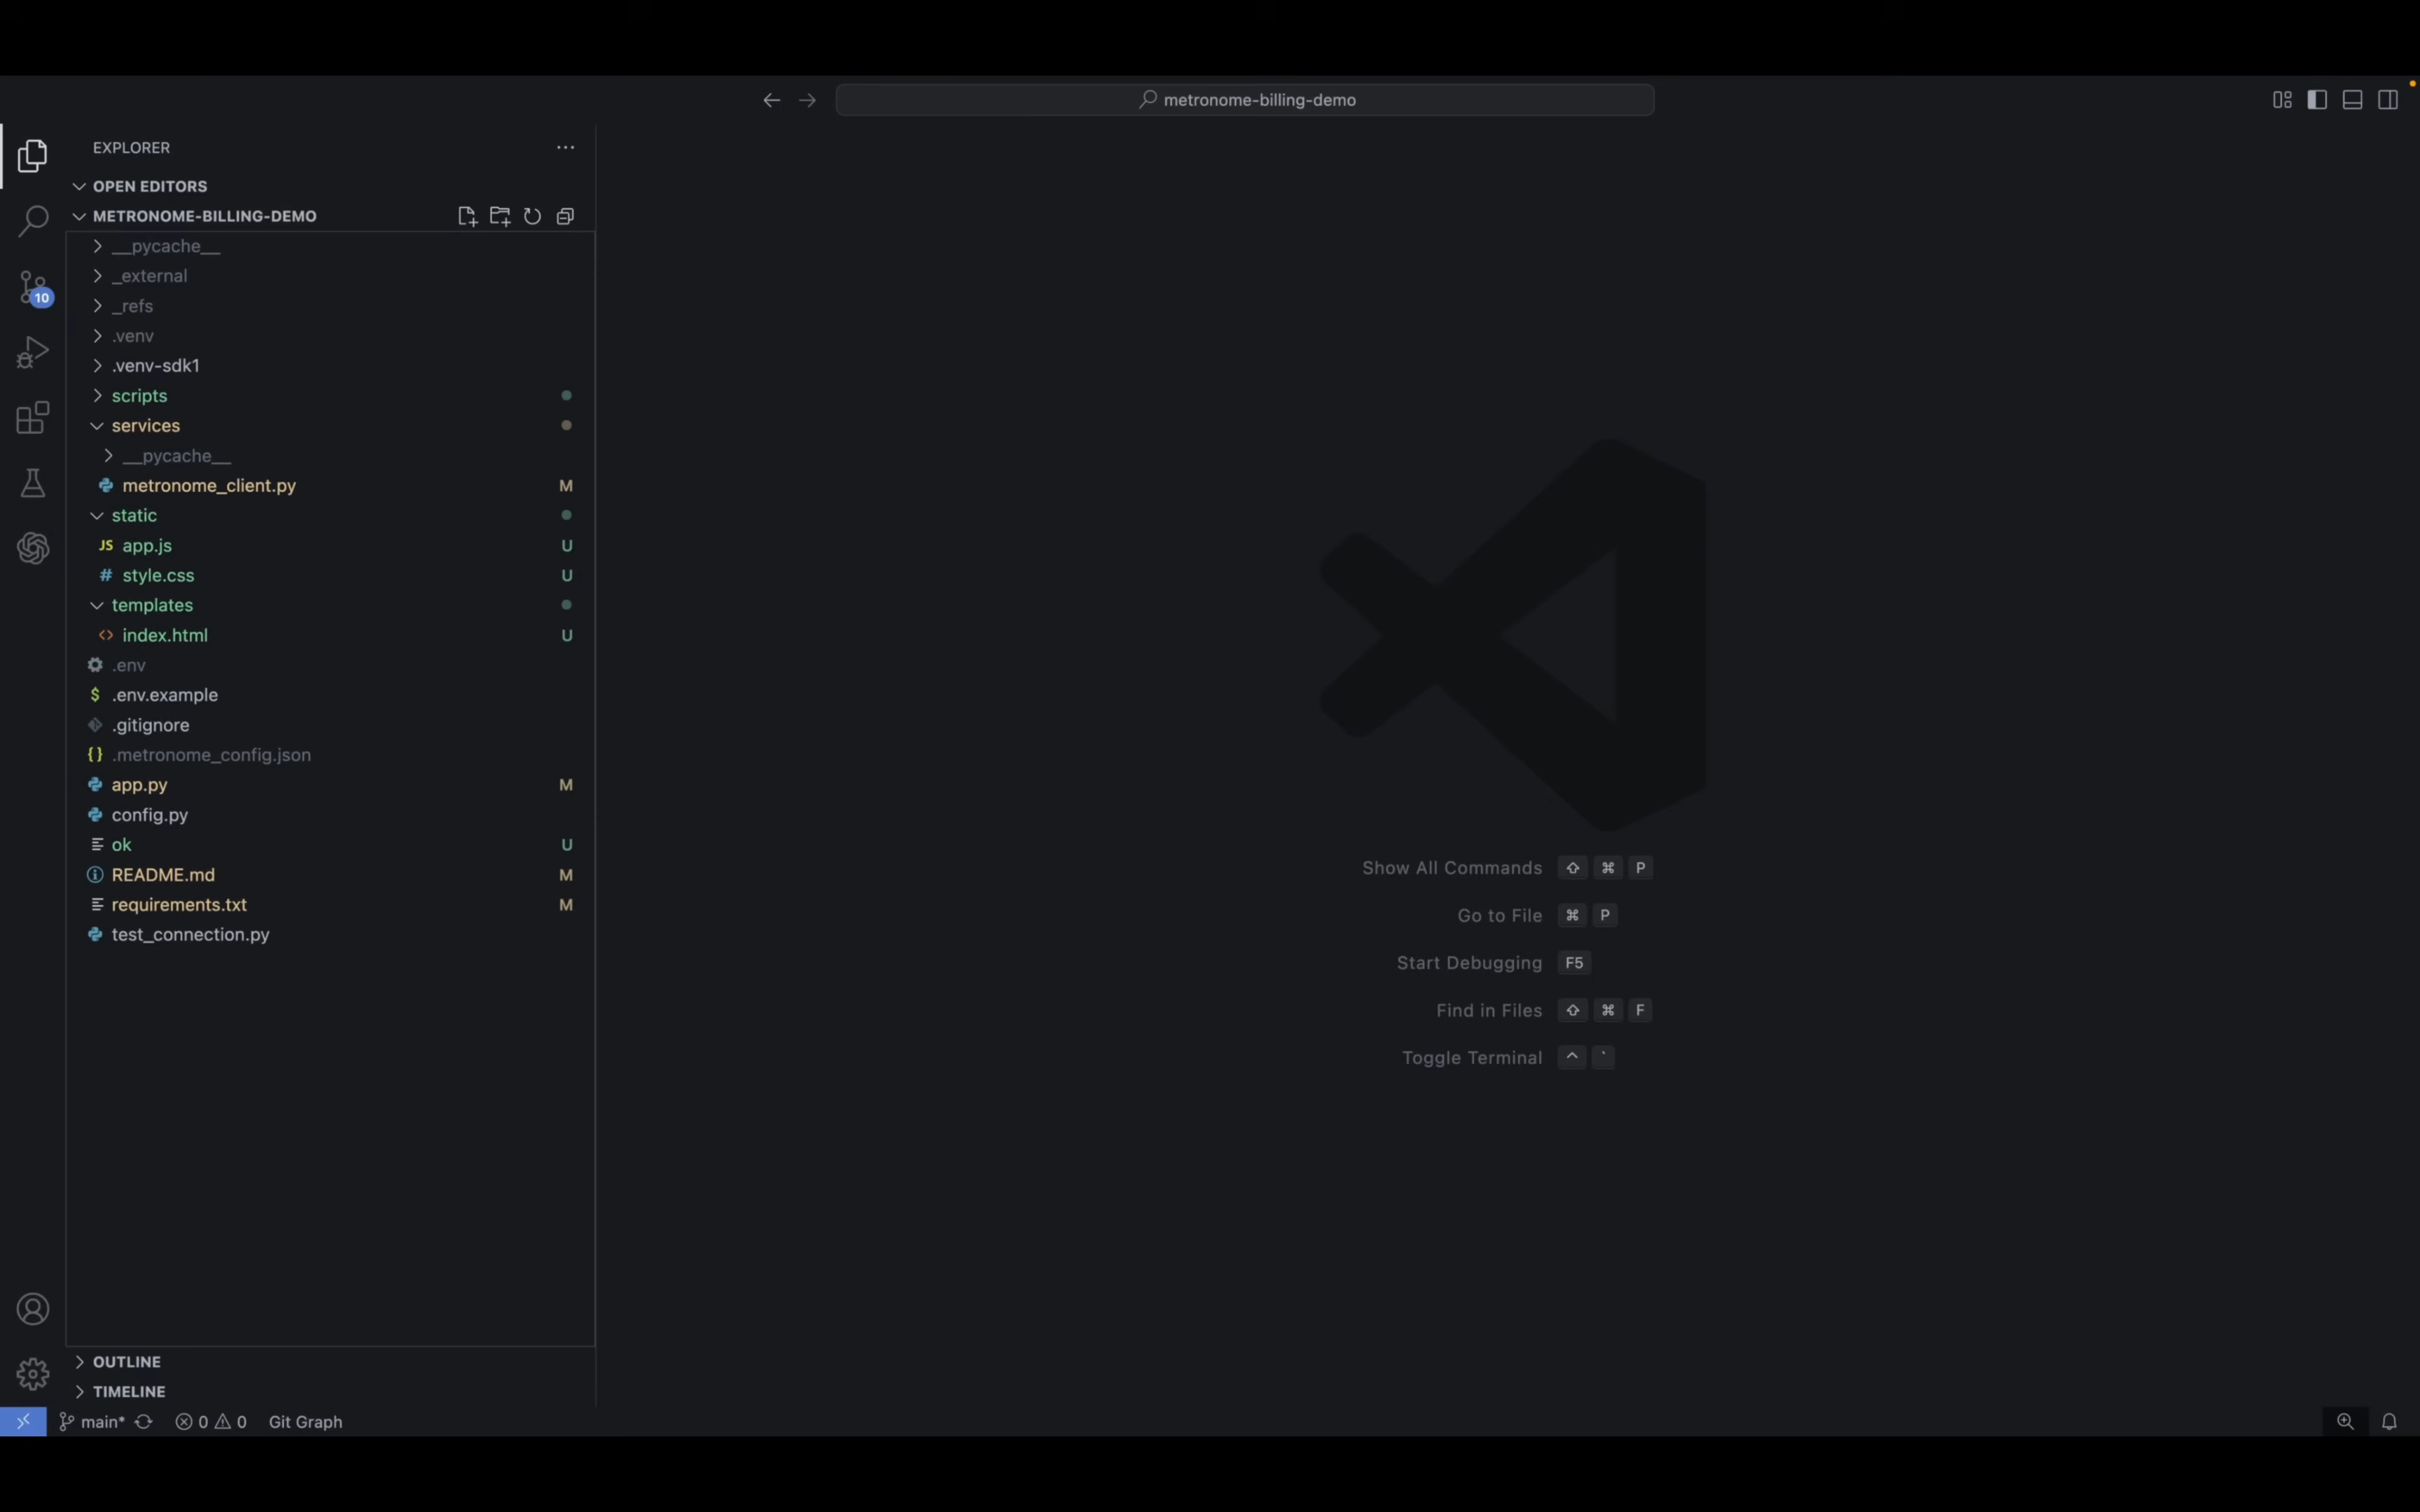 metronome-billing-demo
EXPLORER
OPEN EDITORS
METRONOME-BILLING-DEMO
__pycache__
_external
_refs
.venv
.venv-sdk1
scripts
services
__pycache__
metronome_client.py M
static
JS app.js U
# style.css U
templates
<> index.html U
.env
$ .env.example
.gitignore
{} .metronome_config.json
app.py M
config.py
ok U
README.md M
requirements.txt M
test_connection.py
10
Show All Commands ⇧ ⌘ P
Go to File ⌘ P
Start Debugging F5
Find in Files ⇧ ⌘ F
Toggle Terminal ^ `
OUTLINE
TIMELINE
main* 0 0 Git Graph